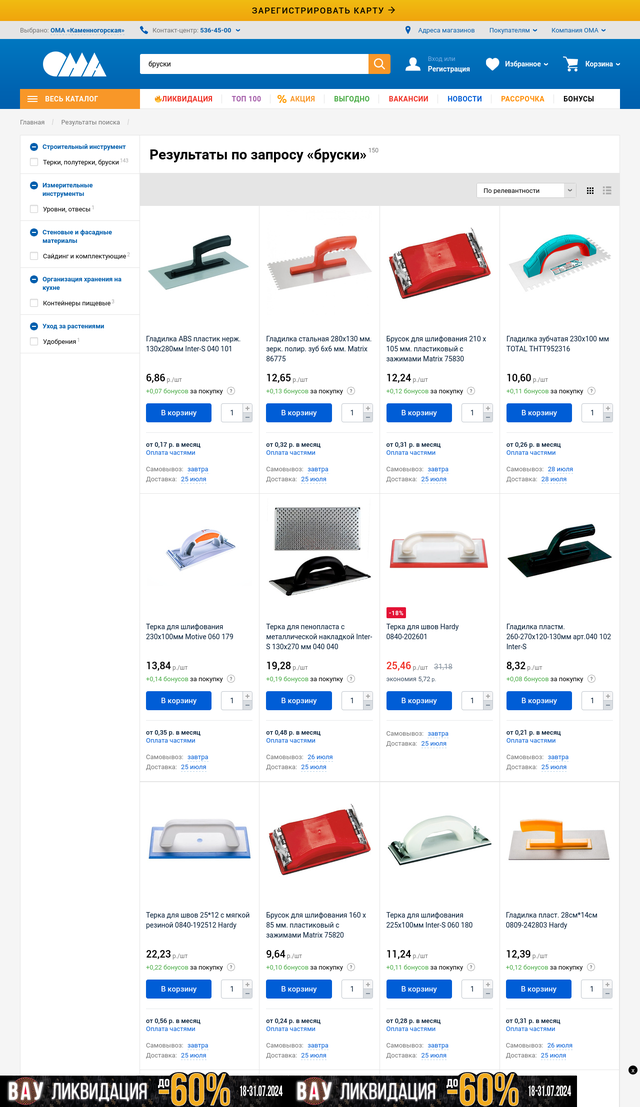 ЗАРЕГИСТРИРОВАТЬ КАРТУ →
Выбрано: ОМА «Каменногорская» Контакт-центр: 536-45-00 Адреса магазинов Покупателям Компания ОМА
ОМА
бруски
Вход или
Регистрация
Избранное Корзина
ВЕСЬ КАТАЛОГ ЛИКВИДАЦИЯ ТОП 100 % АКЦИЯ ВЫГОДНО ВАКАНСИИ НОВОСТИ РАССРОЧКА БОНУСЫ
Главная / Результаты поиска /
Строительный инструмент
Терки, полутерки, бруски 143
Измерительные
инструменты
Уровни, отвесы
Стеновые и фасадные
материалы
Сайдинг и комплектующие 2
Организация хранения на
кухне
Контейнеры пищевые
Уход за растениями
Удобрения
Результаты по запросу «бруски» 150
По релевантности
Гладилка ABS пластик нерж.
130х280мм Inter-S 040 101
6,86 р./шт
+0,07 бонусов за покупку ?
В корзину 1 + −
от 0,17 р. в месяц
Оплата частями
Самовывоз: завтра
Доставка: 25 июля
Гладилка стальная 280х130 мм.
зерк. полир. зуб 6х6 мм. Matrix
86775
12,65 р./шт
+0,13 бонусов за покупку ?
В корзину 1 + −
от 0,32 р. в месяц
Оплата частями
Самовывоз: завтра
Доставка: 25 июля
Брусок для шлифования 210 х
105 мм. пластиковый с
зажимами Matrix 75830
12,24 р./шт
+0,12 бонусов за покупку ?
В корзину 1 + −
от 0,31 р. в месяц
Оплата частями
Самовывоз: завтра
Доставка: 25 июля
Гладилка зубчатая 230х100 мм
TOTAL THTT952316
10,60 р./шт
+0,11 бонусов за покупку ?
В корзину 1 + −
от 0,26 р. в месяц
Оплата частями
Самовывоз: 28 июля
Доставка: 28 июля
Терка для шлифования
230х100мм Motive 060 179
13,84 р./шт
+0,14 бонусов за покупку ?
В корзину 1 + −
от 0,35 р. в месяц
Оплата частями
Самовывоз: завтра
Доставка: 25 июля
Терка для пенопласта с
металлической накладкой Inter-
S 130х270 мм 040 040
19,28 р./шт
+0,19 бонусов за покупку ?
В корзину 1 + −
от 0,48 р. в месяц
Оплата частями
Самовывоз: 26 июля
Доставка: 25 июля
-18%
Терка для швов Hardy
0840-202601
25,46 р./шт 31,18
экономия 5,72 р.
В корзину 1 + −
Самовывоз: завтра
Доставка: 25 июля
Гладилка пластм.
260-270х120-130мм арт.040 102
Inter-S
8,32 р./шт
+0,08 бонусов за покупку ?
В корзину 1 + −
от 0,21 р. в месяц
Оплата частями
Самовывоз: завтра
Доставка: 25 июля
Терка для швов 25*12 с мягкой
резиной 0840-192512 Hardy
22,23 р./шт
+0,22 бонусов за покупку ?
В корзину 1 + −
от 0,56 р. в месяц
Оплата частями
Самовывоз: завтра
Доставка: 25 июля
Брусок для шлифования 160 х
85 мм. пластиковый с
зажимами Matrix 75820
9,64 р./шт
+0,10 бонусов за покупку ?
В корзину 1 + −
от 0,24 р. в месяц
Оплата частями
Самовывоз: завтра
Доставка: 25 июля
Терка для шлифования
225х100мм Inter-S 060 180
11,24 р./шт
+0,11 бонусов за покупку ?
В корзину 1 + −
от 0,28 р. в месяц
Оплата частями
Самовывоз: завтра
Доставка: 25 июля
Гладилка пласт. 28см*14см
0809-242803 Hardy
12,39 р./шт
+0,12 бонусов за покупку ?
В корзину 1 + −
от 0,31 р. в месяц
Оплата частями
Самовывоз: 26 июля
Доставка: 25 июля
ВАУ ЛИКВИДАЦИЯ до -60% 18-31.07.2024 ВАУ ЛИКВИДАЦИЯ до -60% 18-31.07.2024
x